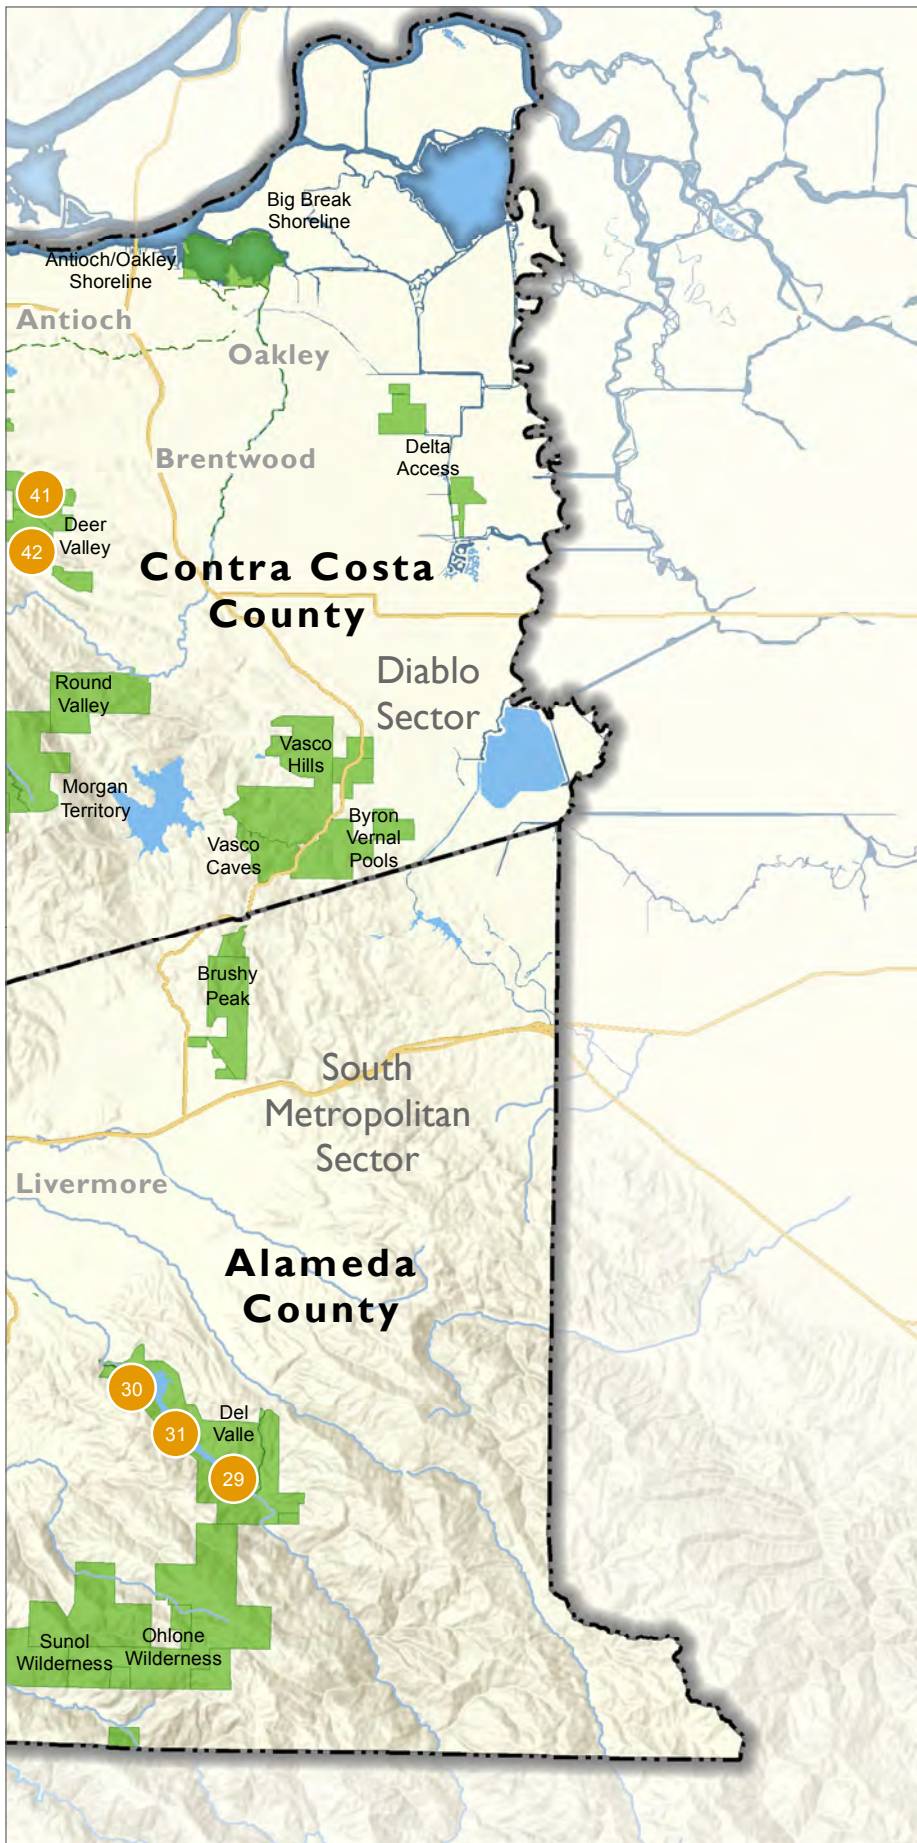 Big Break
Shoreline
Antioch/Oakley
Shoreline
Antioch
Oakley
Delta
Access
Brentwood
41
Deer
Valley
42
Contra Costa
County
Diablo
Sector
Round
Valley
Vasco
Hills
Morgan
Territory
Byron
Vernal
Pools
Vasco
Caves
Brushy
Peak
South
Metropolitan
Sector
Livermore
Alameda
County
30
Del
Valle
31
29
Sunol
Wilderness
Ohlone
Wilderness